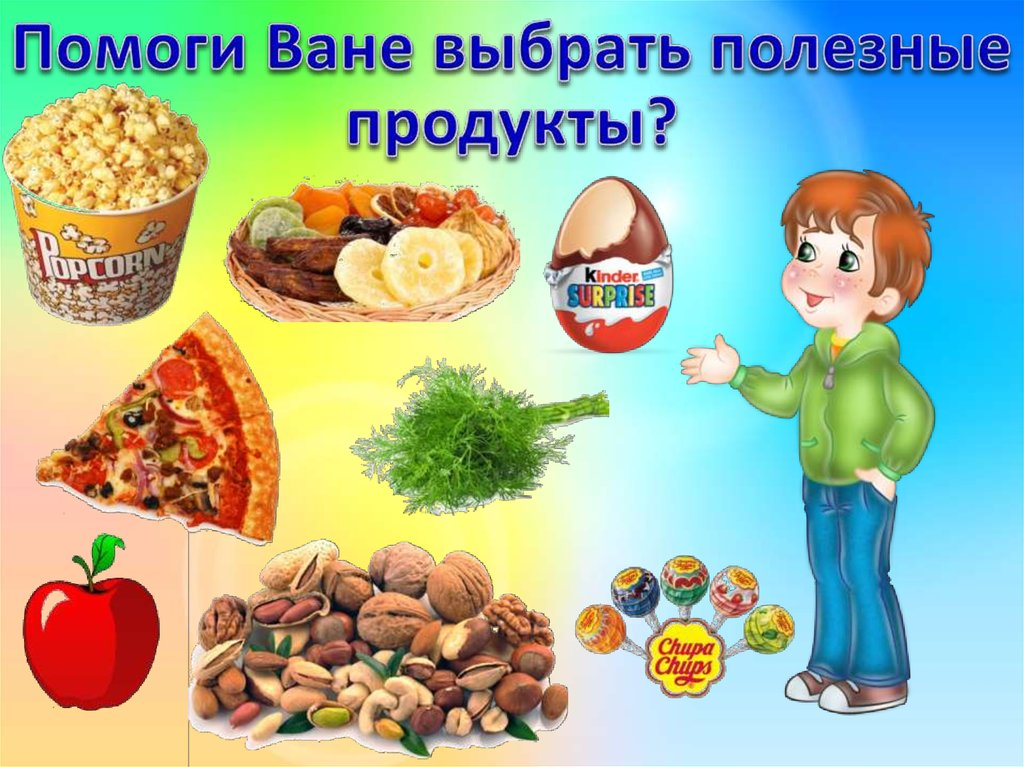 Помоги Ване выбрать полезные
продукты?
POPCORN
Kinder
SURPRISE
Chupa
Chups